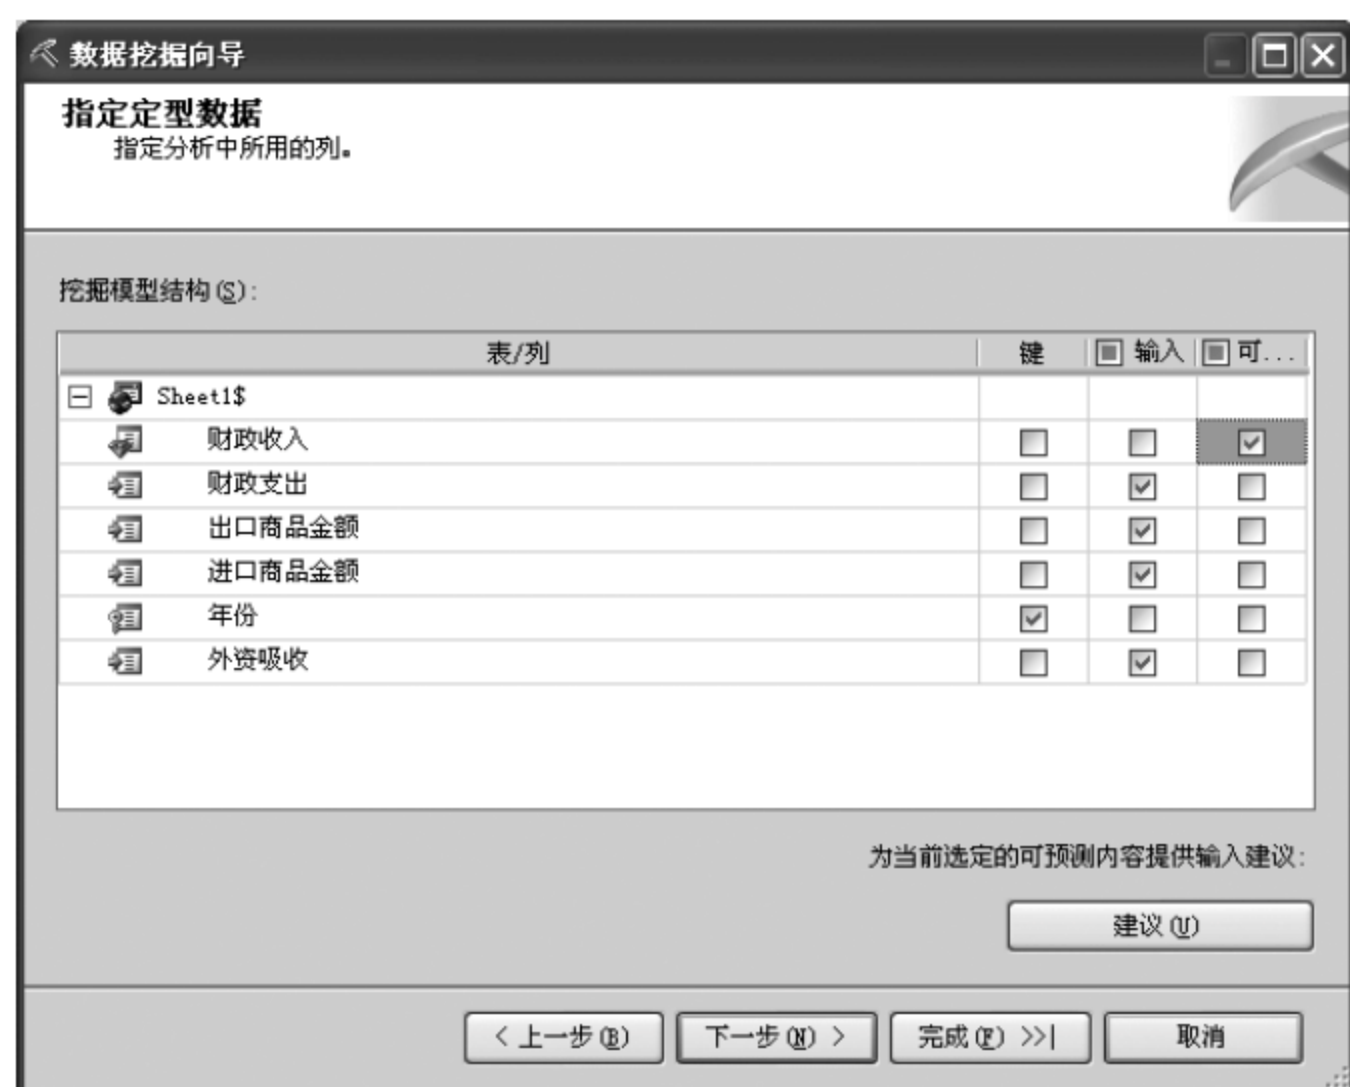 数据挖掘向导
指定定型数据
指定分析中所用的列。
挖掘模型结构(S):
表/列 键 输入 可...
Sheet1$
财政收入
财政支出
出口商品金额
进口商品金额
年份
外资吸收
为当前选定的可预测内容提供输入建议:
建议(U)
< 上一步(B) 下一步(N) > 完成(F) >>| 取消